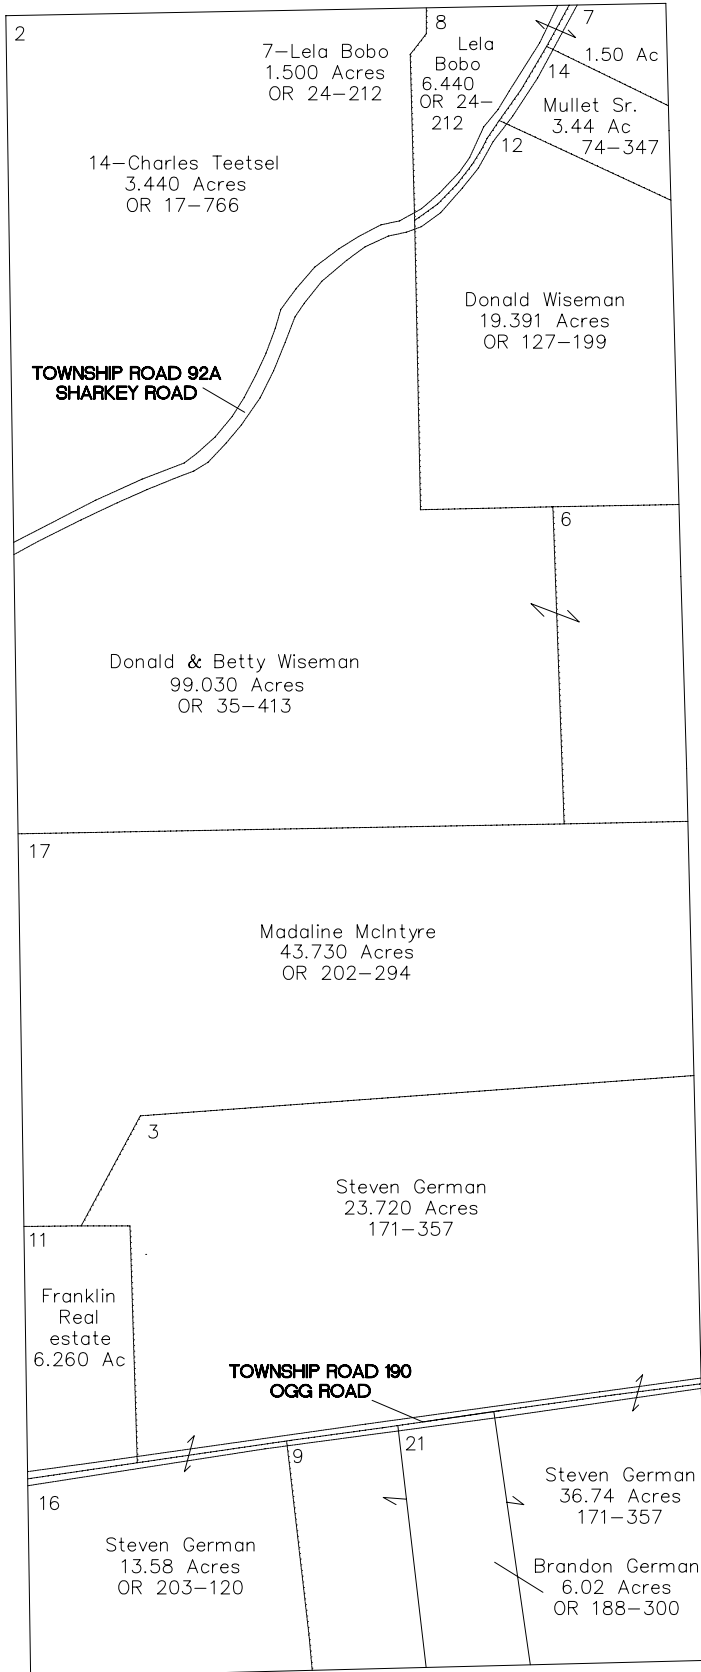 2
8
7
7-Lela Bobo
1.500 Acres
OR 24-212
Lela
Bobo
6.440
OR 24-
212
1.50 Ac
14
Mullet Sr.
3.44 Ac
74-347
12
14-Charles Teetsel
3.440 Acres
OR 17-766
Donald Wiseman
19.391 Acres
OR 127-199
TOWNSHIP ROAD 92A
SHARKEY ROAD
6
Donald & Betty Wiseman
99.030 Acres
OR 35-413
17
Madaline McIntyre
43.730 Acres
OR 202-294
3
Steven German
23.720 Acres
171-357
11
Franklin
Real
estate
6.260 Ac
TOWNSHIP ROAD 190
OGG ROAD
9
21
16
Steven German
13.58 Acres
OR 203-120
Steven German
36.74 Acres
171-357
Brandon German
6.02 Acres
OR 188-300